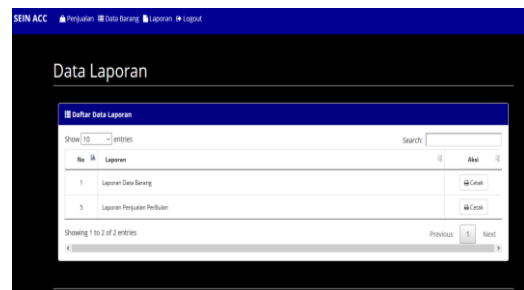 SEIN ACC Penjualan Data Barang Laporan Logout
Data Laporan
Daftar Data Laporan
Show 10 entries Search:
No Laporan Aksi
1 Laporan Data Barang Cetak
5 Laporan Penjualan PerBulan Cetak
Showing 1 to 2 of 2 entries Previous 1 Next